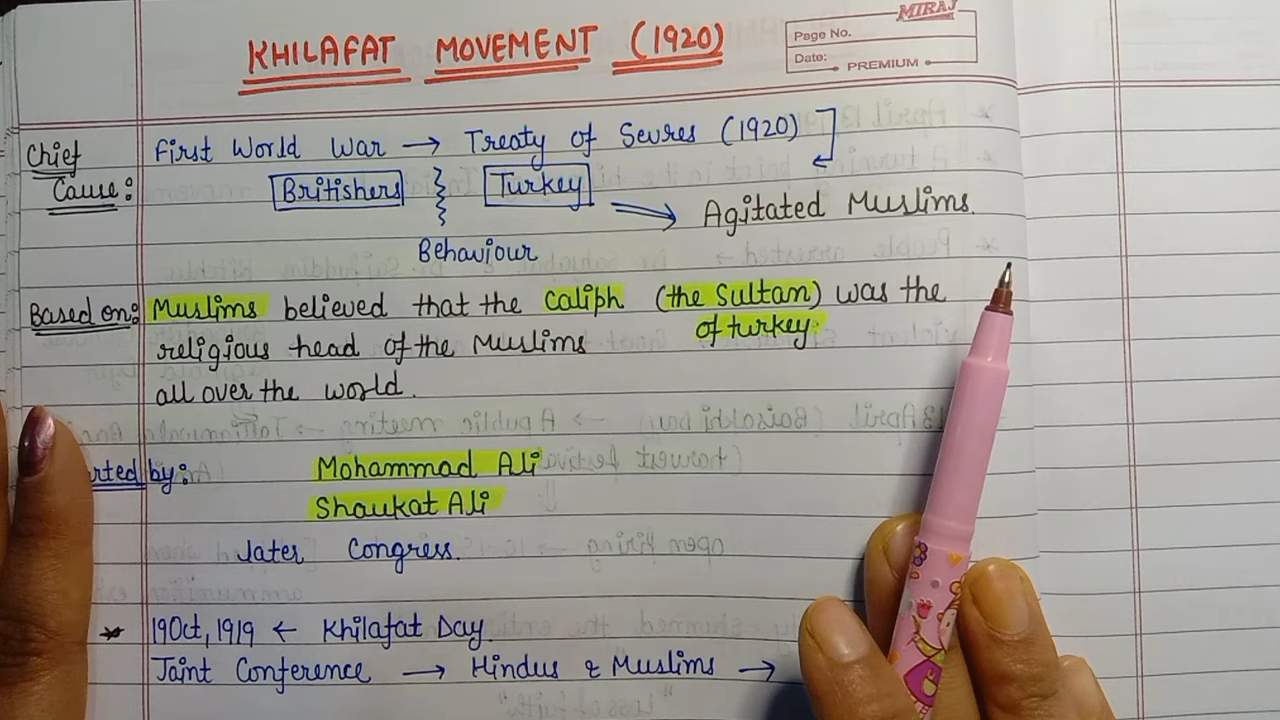 MIRAJ
Page No.
Date:
PREMIUM
KHILAFAT MOVEMENT (1920)
Chief Cause: First World War → Treaty of Sevres (1920)
Britishers Turkey ⇒ Agitated Muslims.
Behaviour
Based on: Muslims believed that the caliph (the Sultan) was the
of turkey
religious head of the Muslims
all over the world.
rted by: Mohammad Ali
Shaukat Ali
later Congress.
* 19Oct, 1919 ← Khilafat Day.
Joint Conference → Hindus & Muslims →